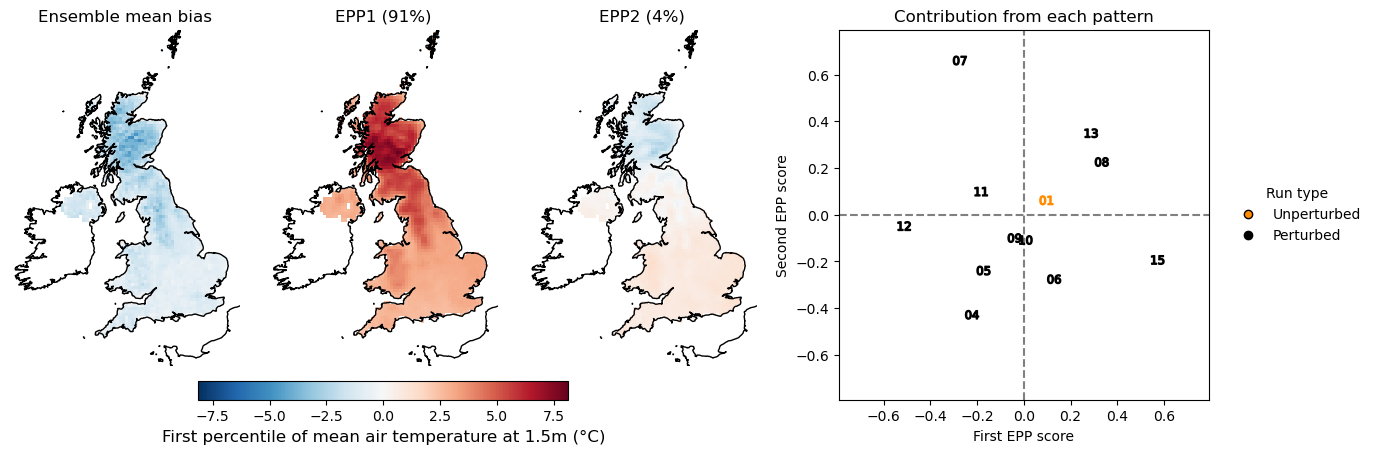 Ensemble mean bias
EPP1 (91%)
EPP2 (4%)
Contribution from each pattern
−7.5 −5.0 −2.5 0.0 2.5 5.0 7.5
First percentile of mean air temperature at 1.5m (°C)
Second EPP score
0.6
0.4
0.2
0.0
−0.2
−0.4
−0.6
07
13
08
11
01
12
09
10
15
05
06
04
−0.6 −0.4 −0.2 0.0 0.2 0.4 0.6
First EPP score
Run type
Unperturbed
Perturbed